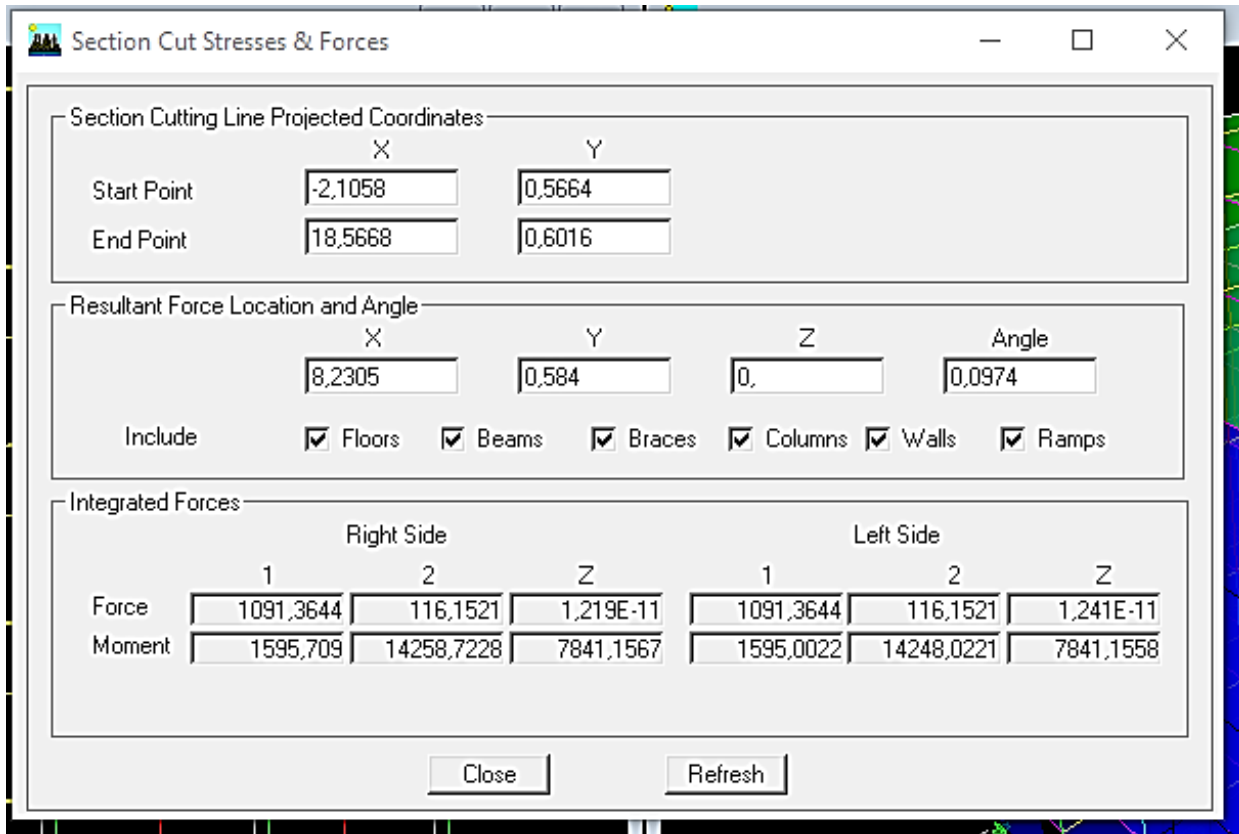 Section Cut Stresses & Forces
Section Cutting Line Projected Coordinates
X Y
Start Point -2,1058 0,5664
End Point 18,5668 0,6016
Resultant Force Location and Angle
X Y Z Angle
8,2305 0,584 0, 0,0974
Include Floors Beams Braces Columns Walls Ramps
Integrated Forces
Right Side Left Side
1 2 Z 1 2 Z
Force 1091,3644 116,1521 1,219E-11 1091,3644 116,1521 1,241E-11
Moment 1595,709 14258,7228 7841,1567 1595,0022 14248,0221 7841,1558
Close Refresh